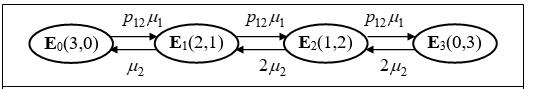 p₁₂μ₁ p₁₂μ₁ p₁₂μ₁
E₀(3,0) E₁(2,1) E₂(1,2) E₃(0,3)
μ₂ 2μ₂ 2μ₂